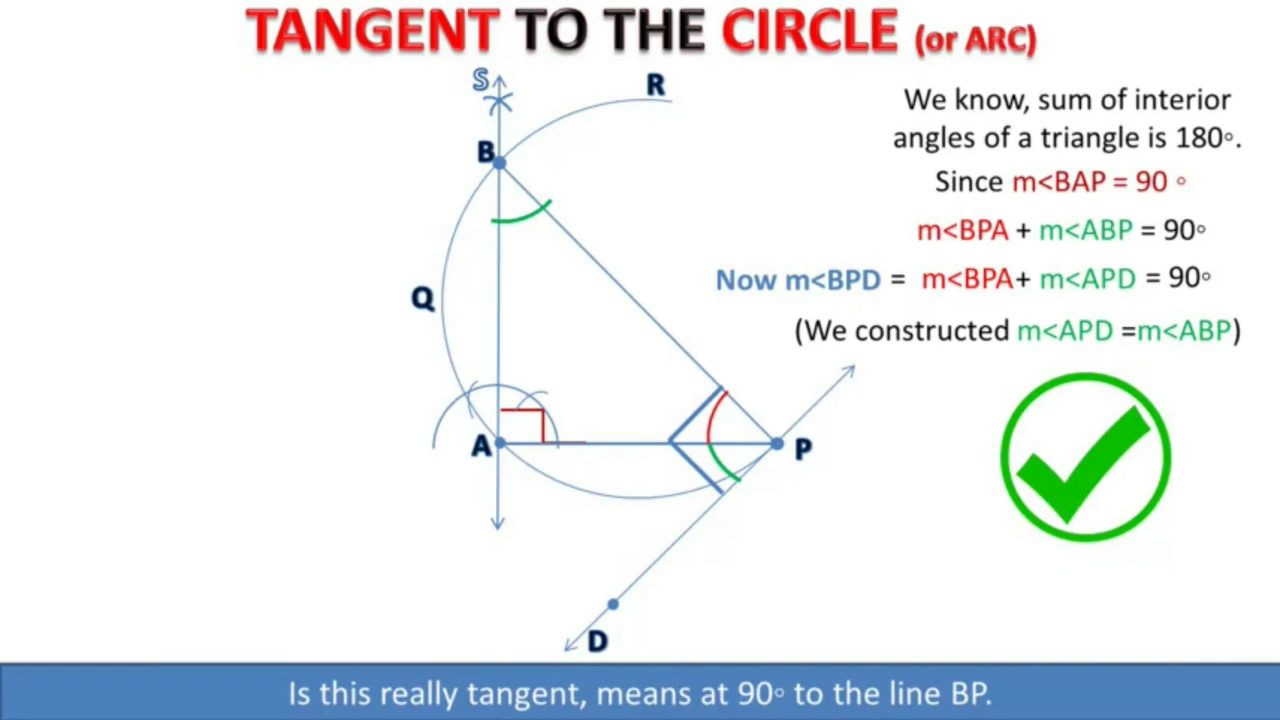 TANGENT TO THE CIRCLE (or ARC)
S
R
We know, sum of interior
angles of a triangle is 180◦.
B
Since m<BAP = 90 ◦
m<BPA + m<ABP = 90◦
Now m<BPD = m<BPA+ m<APD = 90◦
Q
(We constructed m<APD =m<ABP)
A
P
D
Is this really tangent, means at 90◦ to the line BP.